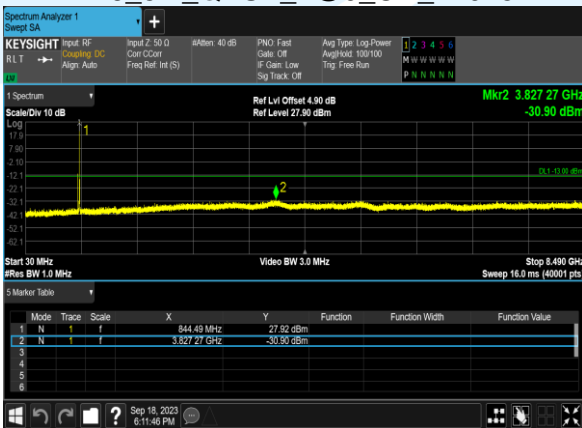 Spectrum Analyzer 1
Swept SA
KEYSIGHT Input: RF Input Z: 50 Ω #Atten: 40 dB PNO: Fast Avg Type: Log-Power 1 2 3 4 5 6
RLT Coupling: DC Corr CCorr Gate: Off Avg|Hold: 100/100 M W W W W W
Align: Auto Freq Ref: Int (S) IF Gain: Low Trig: Free Run
Sig Track: Off P N N N N N
LW
1 Spectrum Ref Lvl Offset 4.90 dB Mkr2 3.827 27 GHz
Scale/Div 10 dB Ref Level 27.90 dBm -30.90 dBm
Log
17.9 1
7.90
-2.10
-12.1 DL1 -13.00 dBm
-22.1
-32.1 2
-42.1
-52.1
-62.1
Start 30 MHz Video BW 3.0 MHz Stop 8.490 GHz
#Res BW 1.0 MHz Sweep 16.0 ms (40001 pts)
5 Marker Table
Mode Trace Scale X Y Function Function Width Function Value
1 N 1 f 844.49 MHz 27.92 dBm
2 N 1 f 3.827 27 GHz -30.90 dBm
3
4
5
6
Sep 18, 2023
6:11:46 PM